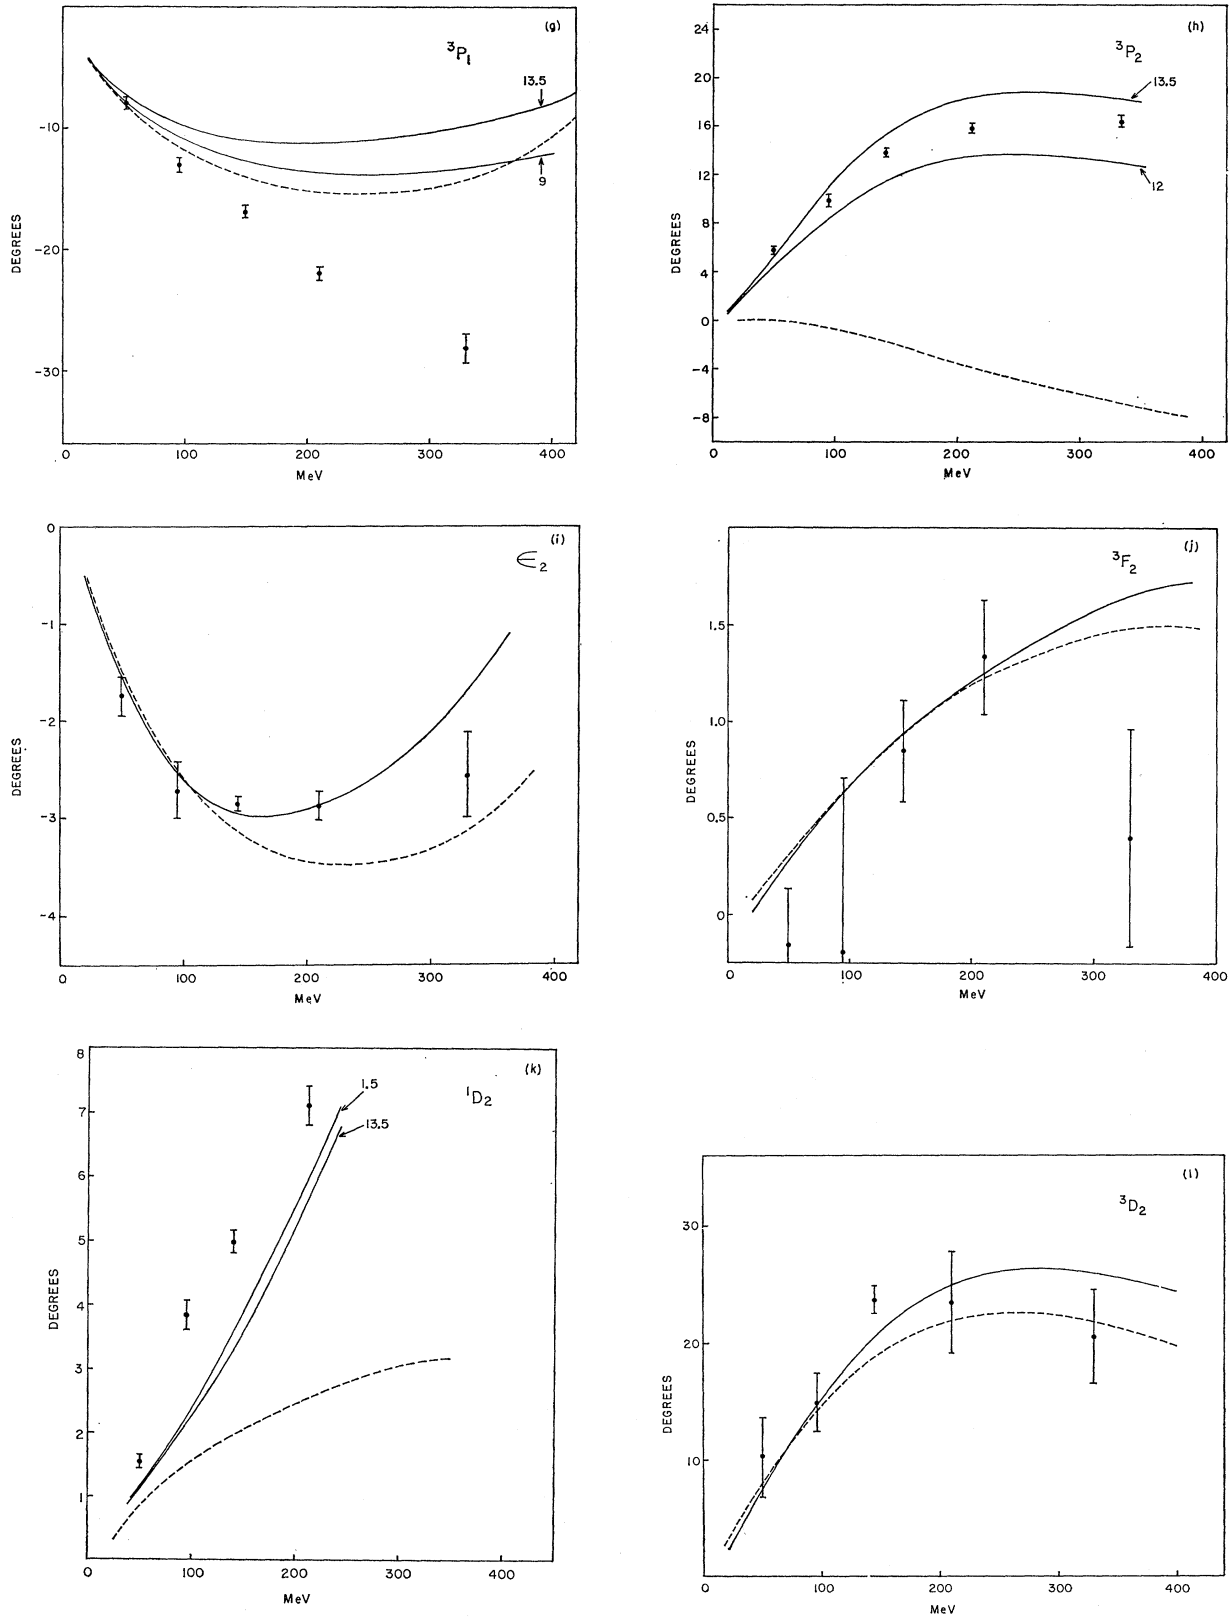 (g)
³P₁
13.5
9
-10
-20
-30
DEGREES
0 100 200 300 400
MeV
(h)
³P₂
13.5
12
24
20
16
12
8
4
0
-4
-8
DEGREES
0 100 200 300 400
MeV
(i)
∈₂
0
-1
-2
-3
-4
DEGREES
0 100 200 300 400
MeV
(j)
³F₂
1.5
1.0
0.5
0
DEGREES
0 100 200 300 400
MeV
(k)
¹D₂
1.5
13.5
8
7
6
5
4
3
2
1
DEGREES
0 100 200 300 400
MeV
(l)
³D₂
30
20
10
DEGREES
0 100 200 300 400
MeV